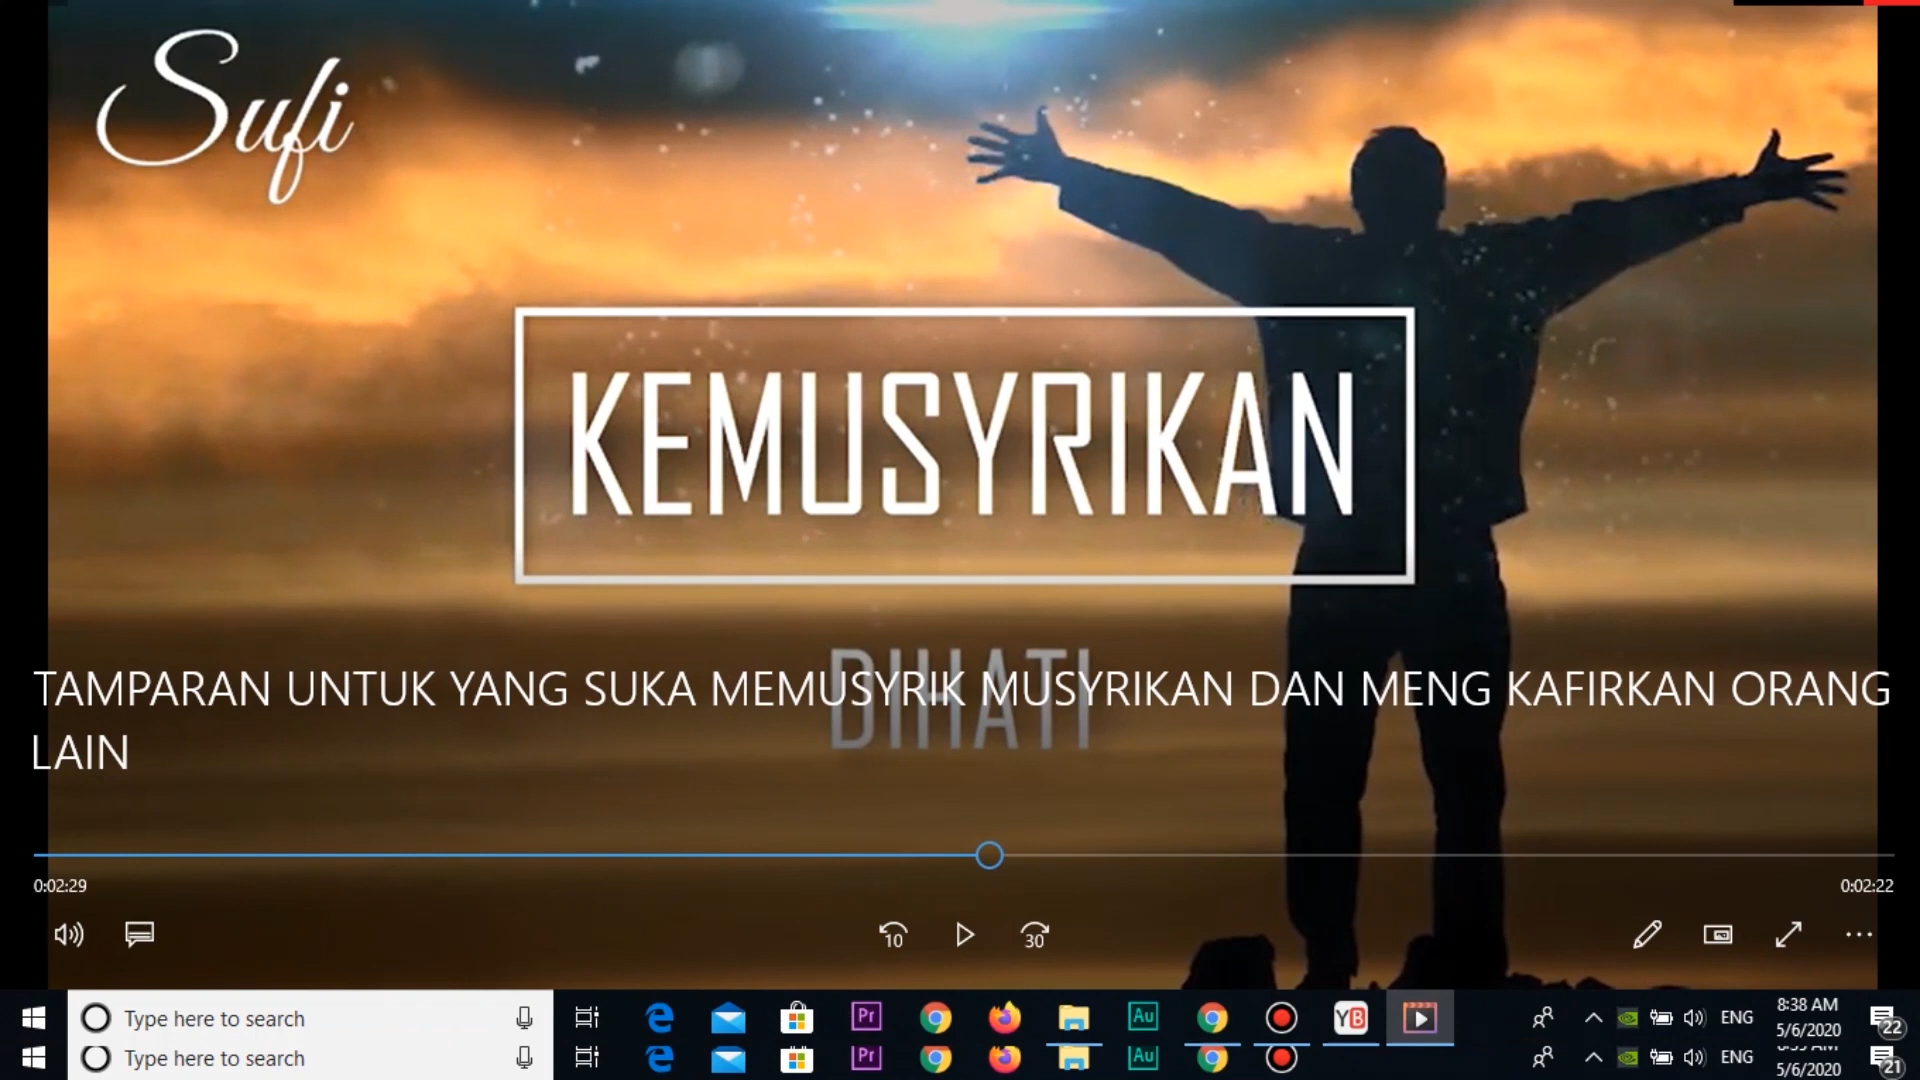 Sufi
KEMUSYRIKAN
DIHATI
TAMPARAN UNTUK YANG SUKA MEMUSYRIK MUSYRIKAN DAN MENG KAFIRKAN ORANG
LAIN
0:02:29
0:02:22
10
30
Type here to search
Pr
Au
YB
ENG
8:38 AM
5/6/2020
22
Type here to search
Pr
Au
ENG
5/6/2020
21